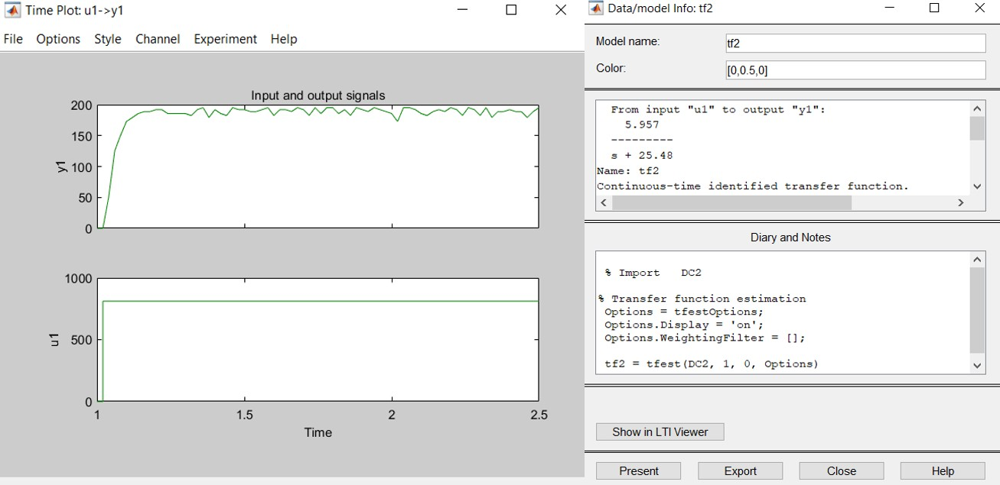 Time Plot: u1->y1
File Options Style Channel Experiment Help
Input and output signals
200
150
100
50
0
y1
1000
500
0
u1
1 1.5 2 2.5
Time
Data/model Info: tf2
Model name: tf2
Color: [0,0.5,0]
From input "u1" to output "y1":
5.957
---------
s + 25.48
Name: tf2
Continuous-time identified transfer function.
Diary and Notes
% Import DC2
% Transfer function estimation
Options = tfestOptions;
Options.Display = 'on';
Options.WeightingFilter = [];
tf2 = tfest(DC2, 1, 0, Options)
Show in LTI Viewer
Present Export Close Help